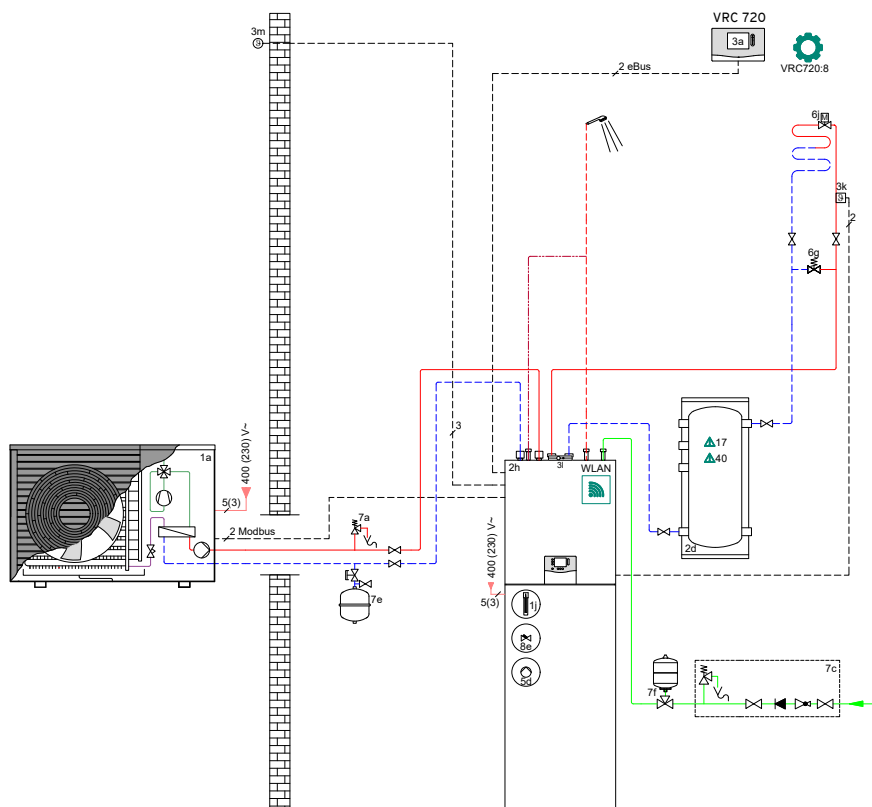 VRC 720
3m
3a
2 eBus
VRC720:8
6j
3k
2
6g
3
17
40
2h
3l
WLAN
1a
400 (230) V~
5(3)
2 Modbus
7a
400 (230) V~
2d
7e
5(3)
1j
8e
5d
7c
7f